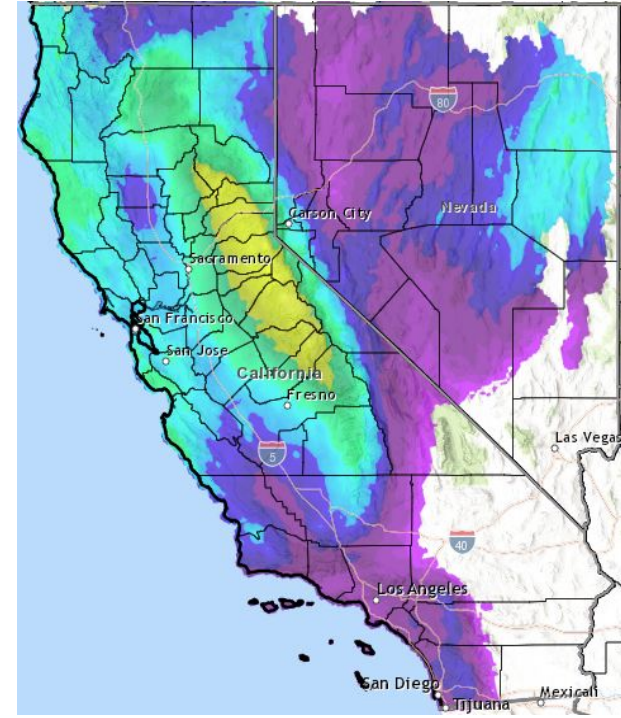 80
Carson City
Nevada
Sacramento
San Francisco
San Jose
California
Fresno
5
Las Vegas
40
Los Angeles
San Diego
Tijuana
Mexicali